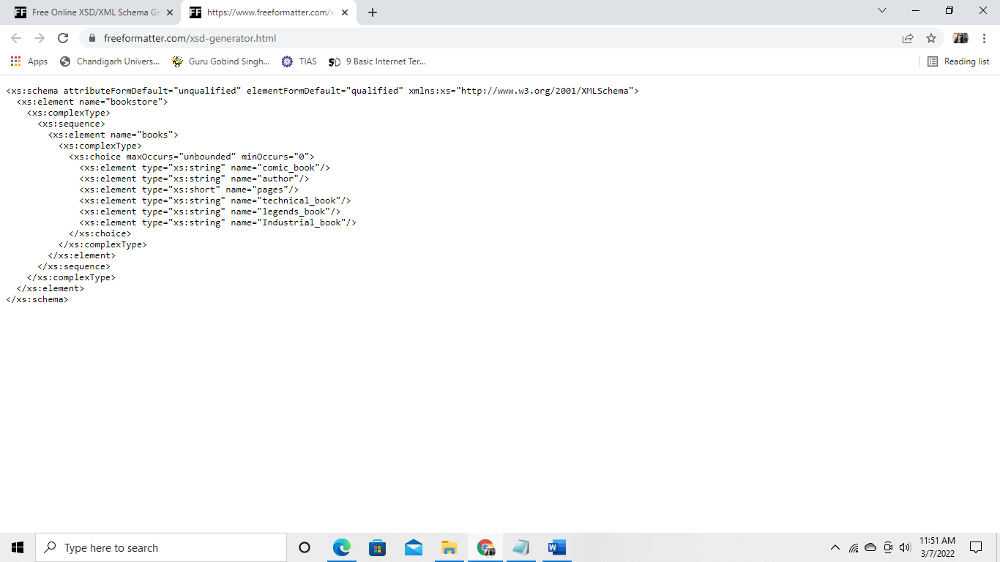 Free Online XSD/XML Schema Ge
https://www.freeformatter.com/x
freeformatter.com/xsd-generator.html
Apps
Chandigarh Univers...
Guru Gobind Singh...
TIAS
9 Basic Internet Ter...
Reading list
<xs:schema attributeFormDefault="unqualified" elementFormDefault="qualified" xmlns:xs="http://www.w3.org/2001/XMLSchema">
  <xs:element name="bookstore">
    <xs:complexType>
      <xs:sequence>
        <xs:element name="books">
          <xs:complexType>
            <xs:choice maxOccurs="unbounded" minOccurs="0">
              <xs:element type="xs:string" name="comic_book"/>
              <xs:element type="xs:string" name="author"/>
              <xs:element type="xs:short" name="pages"/>
              <xs:element type="xs:string" name="technical_book"/>
              <xs:element type="xs:string" name="legends_book"/>
              <xs:element type="xs:string" name="Industrial_book"/>
            </xs:choice>
          </xs:complexType>
        </xs:element>
      </xs:sequence>
    </xs:complexType>
  </xs:element>
</xs:schema>
Type here to search
11:51 AM
3/7/2022